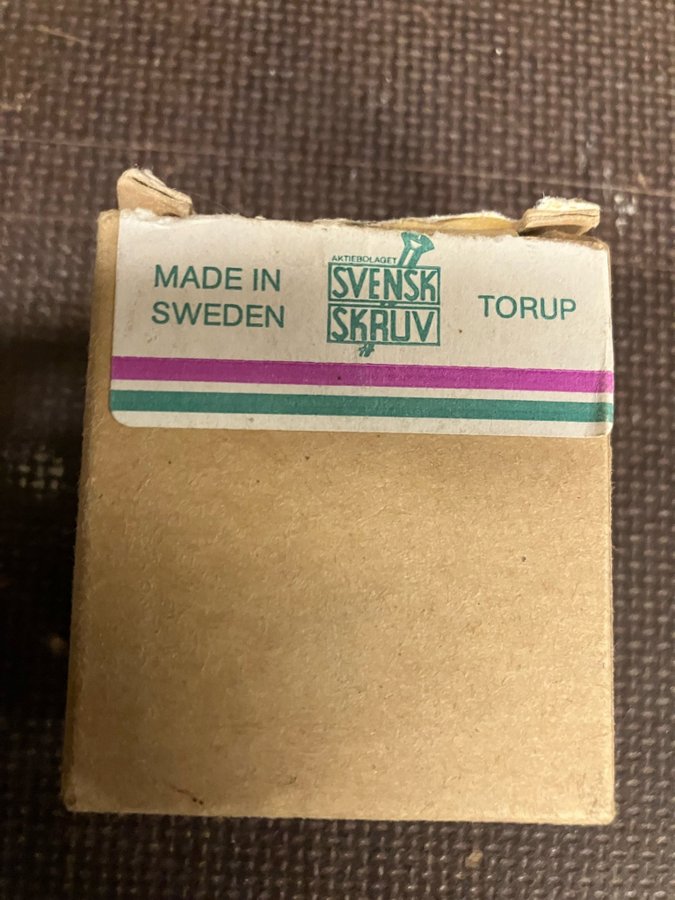 MADE IN
SWEDEN
AKTIEBOLAGET
SVENSK
SKRUV
TORUP